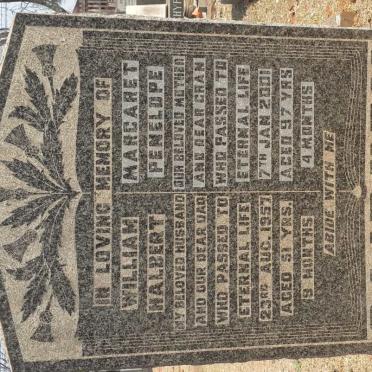 IN LOVING MEMORY OF
WILLIAM
HALBERT
MY BELOVED HUSBAND
AND OUR DEAR DAD
WHO PASSED TO
ETERNAL LIFE
23RD AUG. 1957
AGED 51 YRS.
9 MONTHS
MARGARET
PENELOPE
OUR BELOVED MOTHER
AND DEAR GRAN
WHO PASSED TO
ETERNAL LIFE
7TH JAN 2001
AGED 97 YRS
4 MONTHS
ABIDE WITH ME